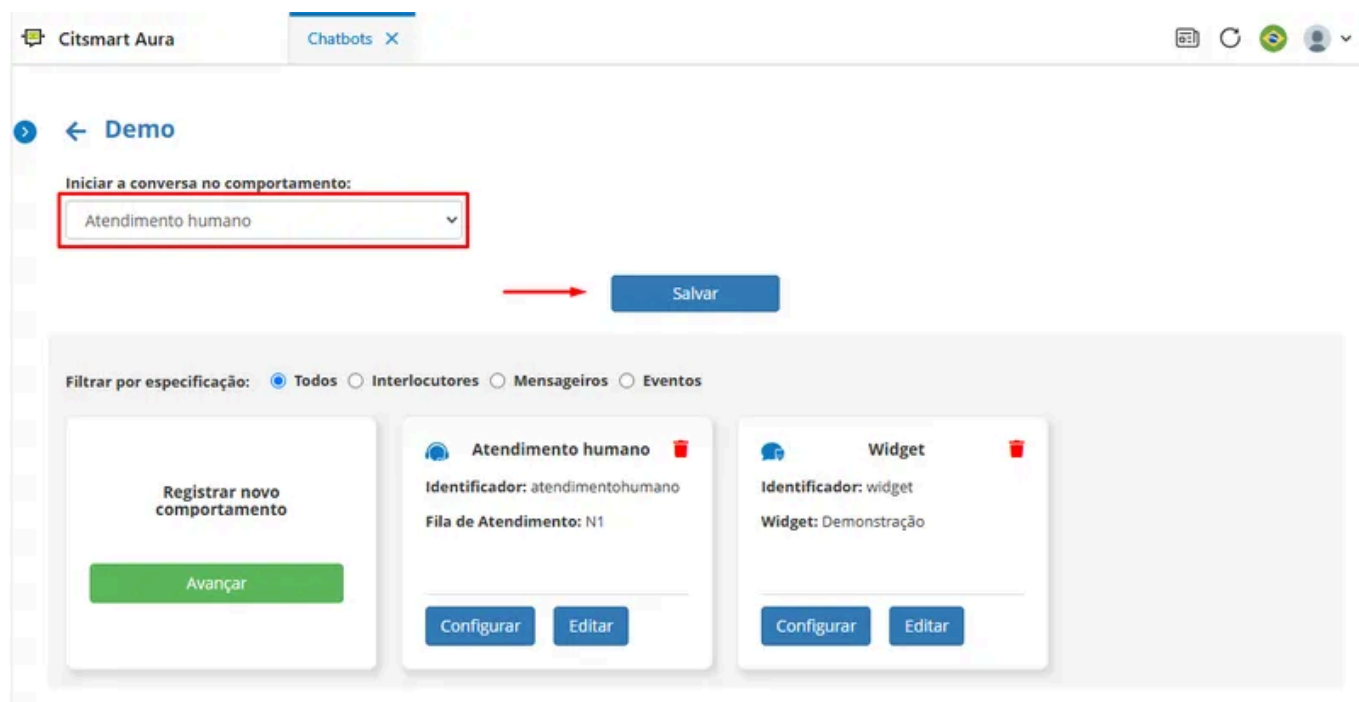 Citsmart Aura
Chatbots
Demo
Iniciar a conversa no comportamento:
Atendimento humano
Salvar
Filtrar por especificação: Todos Interlocutores Mensageiros Eventos
Registrar novo
comportamento
Avançar
Atendimento humano
Identificador: atendimentohumano
Fila de Atendimento: N1
Configurar Editar
Widget
Identificador: widget
Widget: Demonstração
Configurar Editar